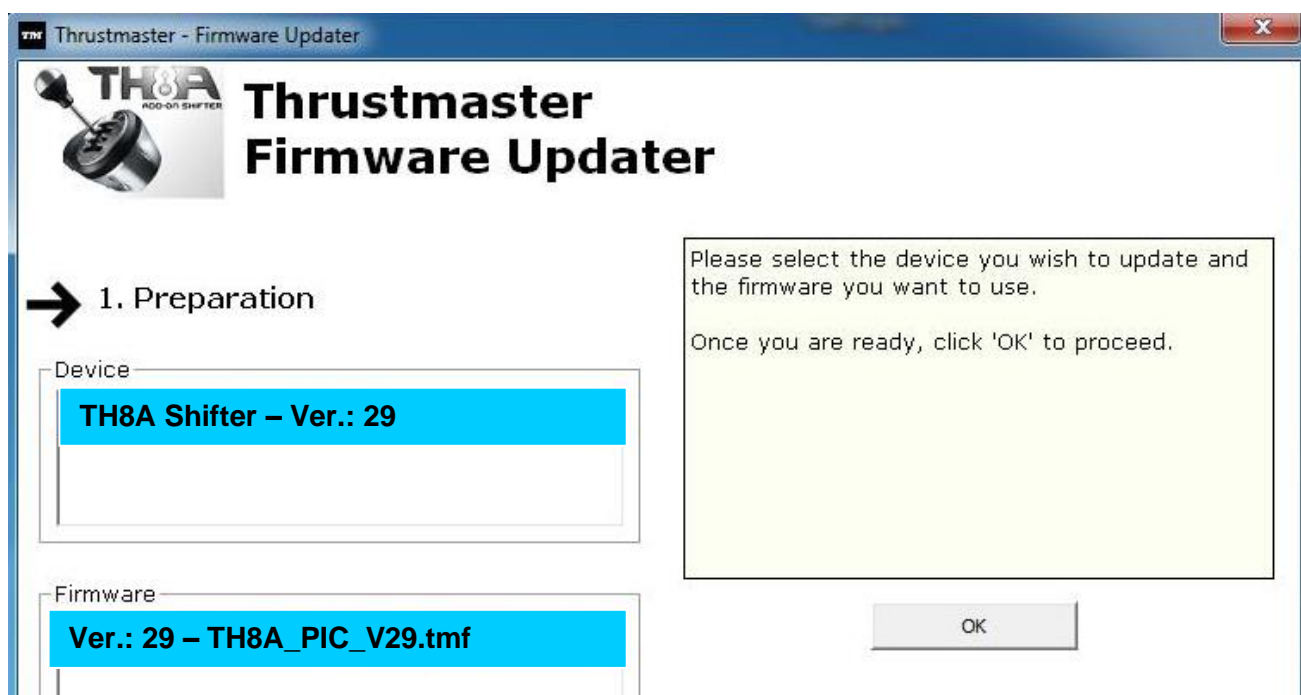 Thrustmaster - Firmware Updater
TH8A
ADD-ON SHIFTER
Thrustmaster
Firmware Updater
1. Preparation
Please select the device you wish to update and
the firmware you want to use.
Once you are ready, click 'OK' to proceed.
Device
TH8A Shifter – Ver.: 29
Firmware
Ver.: 29 – TH8A_PIC_V29.tmf
OK